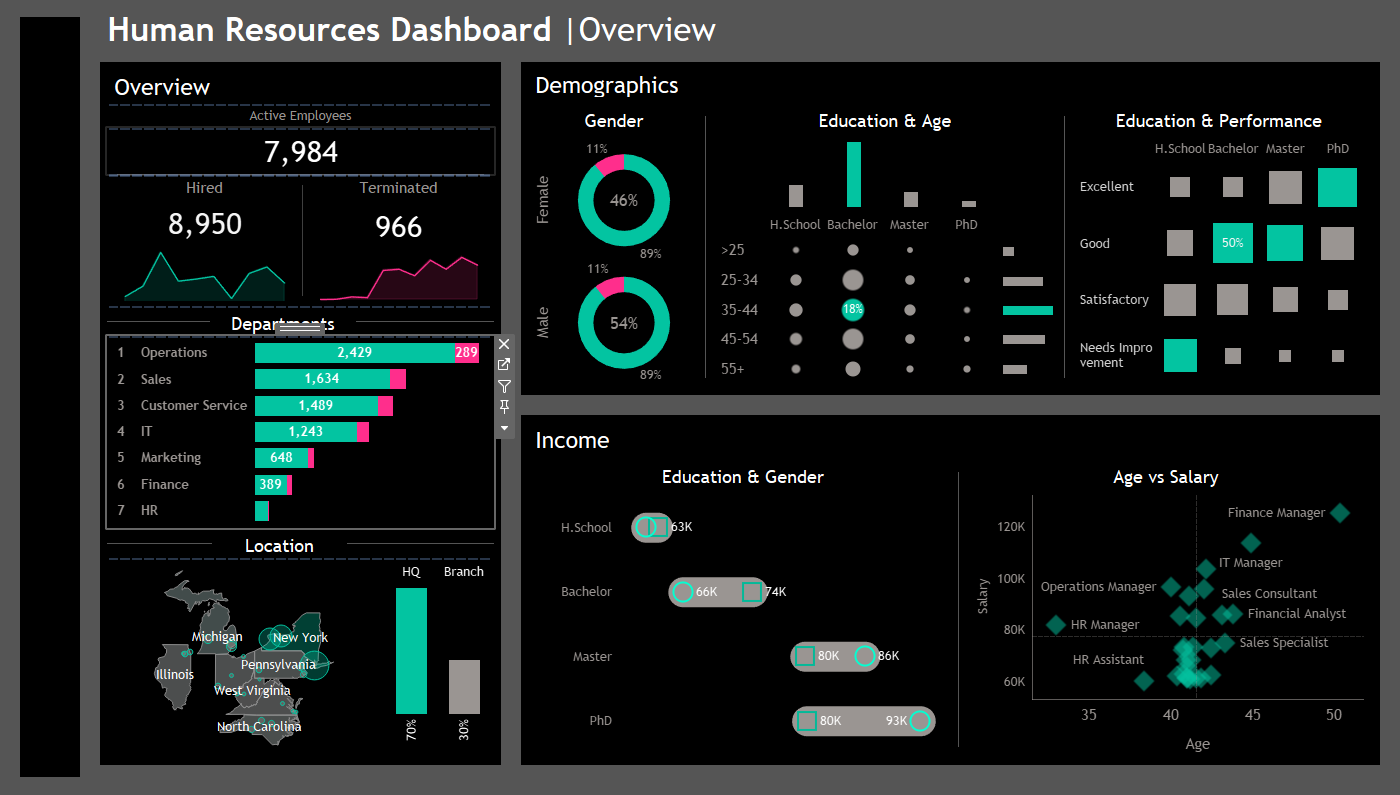 Human Resources Dashboard |Overview
Overview
Active Employees
7,984
Hired
Terminated
8,950
966
Departments
1 Operations 2,429 289
2 Sales 1,634
3 Customer Service 1,489
4 IT 1,243
5 Marketing 648
6 Finance 389
7 HR
Location
HQ Branch
Michigan
New York
Illinois
Pennsylvania
West Virginia
North Carolina
70% 30%
Demographics
Gender
Female
11%
46%
89%
Male
11%
54%
89%
Education & Age
H.School Bachelor Master PhD
>25
25-34
35-44 18%
45-54
55+
Education & Performance
H.School Bachelor Master PhD
Excellent
Good 50%
Satisfactory
Needs Impro
vement
Income
Education & Gender
H.School 63K
Bachelor 66K 74K
Master 80K 86K
PhD 80K 93K
Age vs Salary
Salary
120K
100K
80K
60K
Finance Manager
IT Manager
Operations Manager
Sales Consultant
Financial Analyst
HR Manager
Sales Specialist
HR Assistant
35 40 45 50
Age